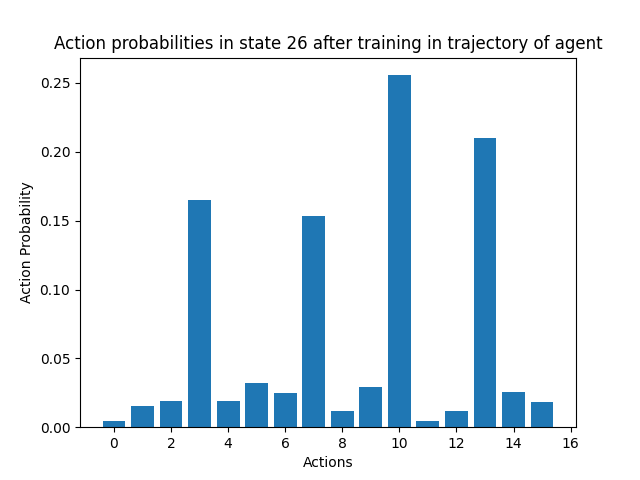 Action probabilities in state 26 after training in trajectory of agent
0.25
0.20
0.15
0.10
0.05
0.00
Action Probability
0 2 4 6 8 10 12 14 16
Actions